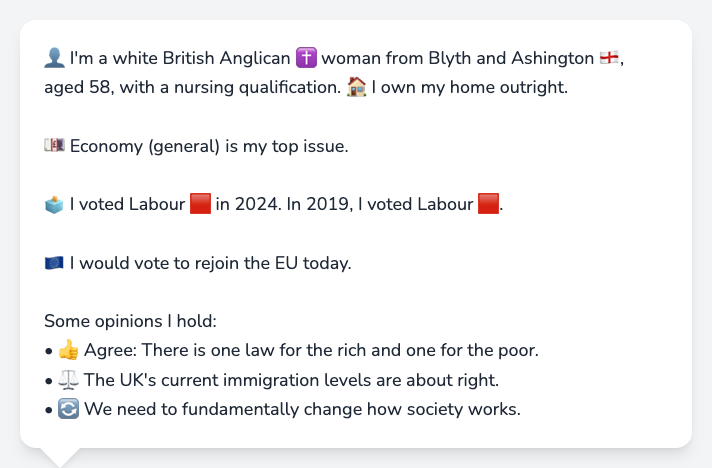 👤 I'm a white British Anglican ✝️ woman from Blyth and Ashington 🏴󠁧󠁢󠁥󠁮󠁧󠁿,
aged 58, with a nursing qualification. 🏠 I own my home outright.
💷 Economy (general) is my top issue.
🗳️ I voted Labour 🟥 in 2024. In 2019, I voted Labour 🟥.
🇪🇺 I would vote to rejoin the EU today.
Some opinions I hold:
• 👍 Agree: There is one law for the rich and one for the poor.
• ⚖️ The UK's current immigration levels are about right.
• 🔄 We need to fundamentally change how society works.